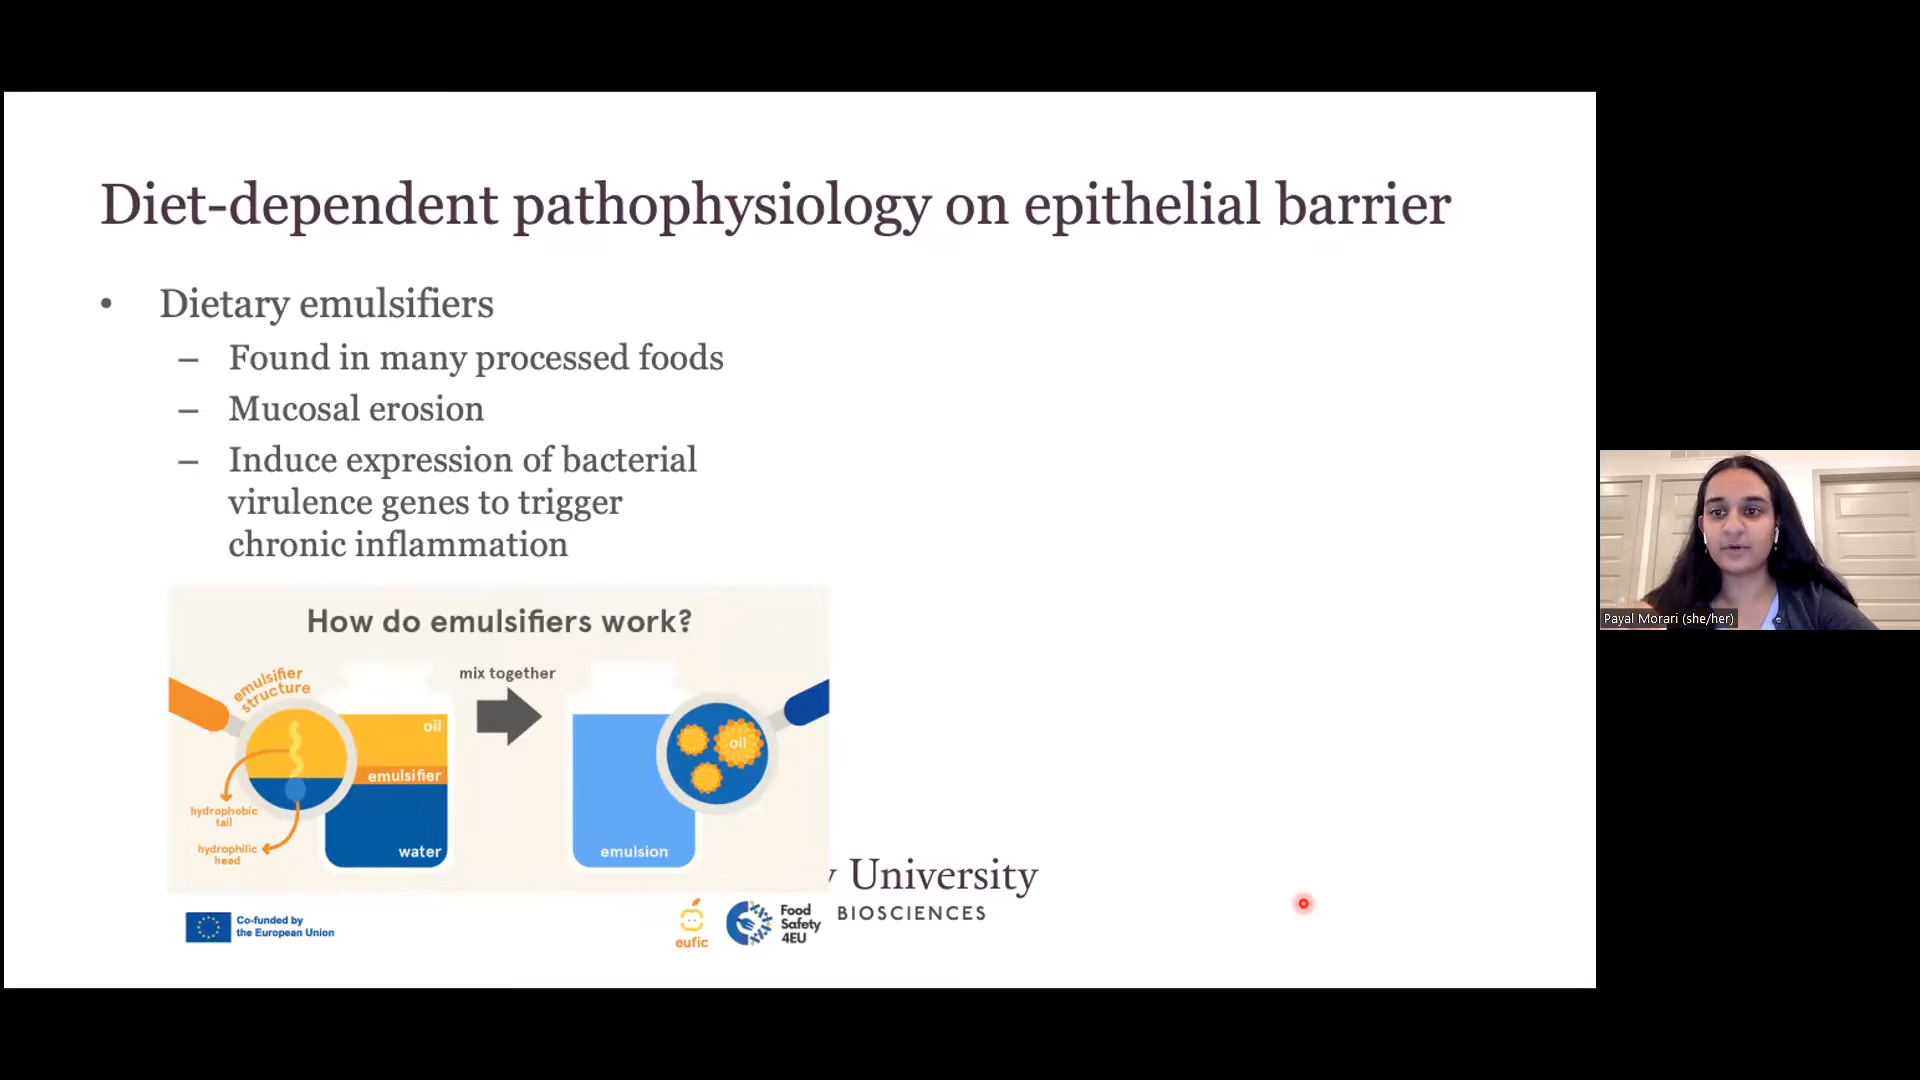 Diet-dependent pathophysiology on epithelial barrier
• Dietary emulsifiers
– Found in many processed foods
– Mucosal erosion
– Induce expression of bacterial
virulence genes to trigger
chronic inflammation
How do emulsifiers work?
emulsifier
structure
mix together
oil
emulsifier
water
hydrophobic
tail
hydrophilic
head
oil
emulsion
y University
BIOSCIENCES
Co-funded by
the European Union
eufic
Food
Safety
4EU
Payal Morari (she/her)